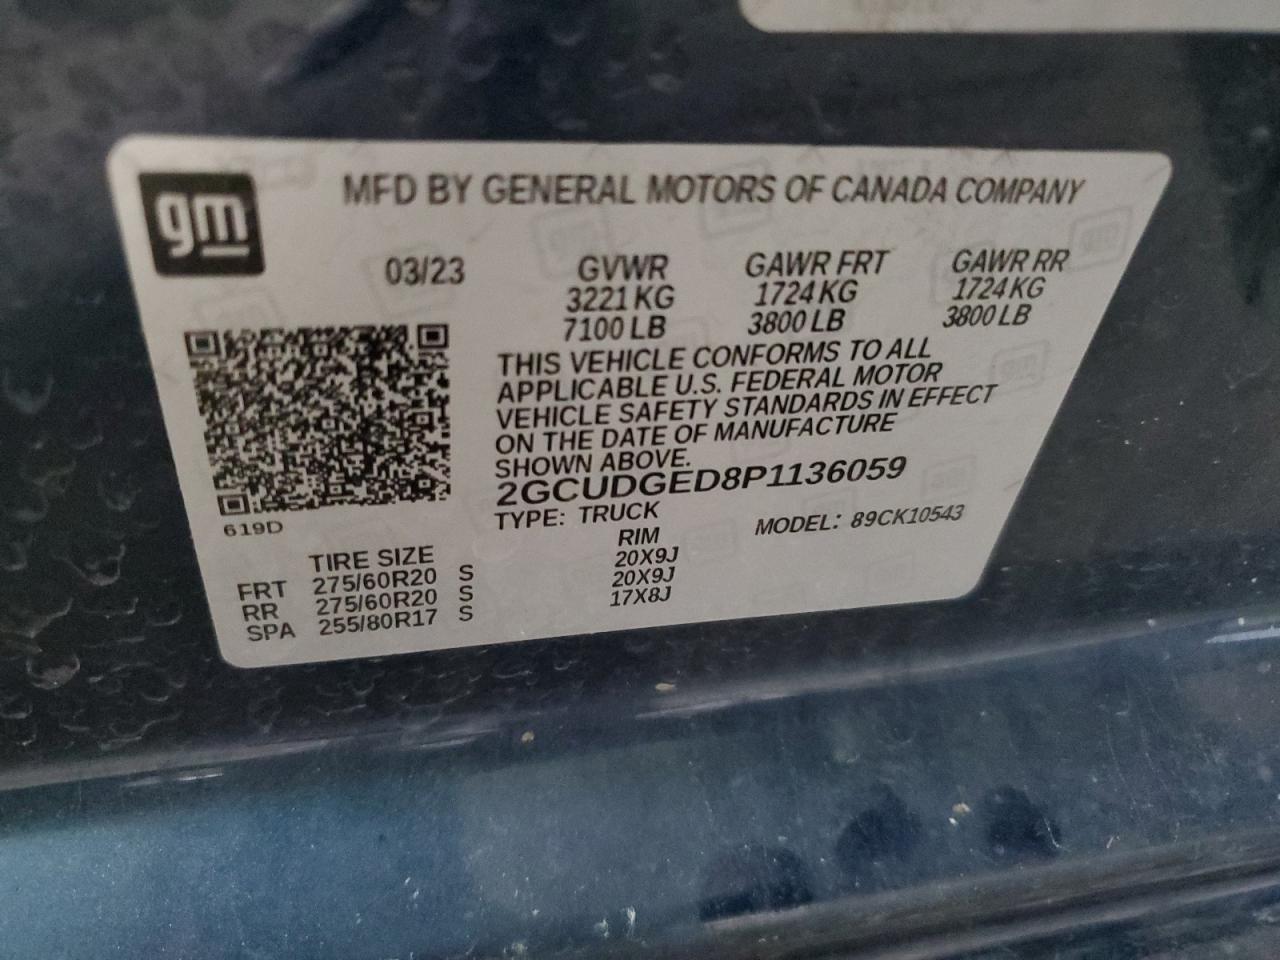 gm
MFD BY GENERAL MOTORS OF CANADA COMPANY
03/23 GVWR GAWR FRT GAWR RR
3221 KG 1724 KG 1724 KG
7100 LB 3800 LB 3800 LB
THIS VEHICLE CONFORMS TO ALL
APPLICABLE U.S. FEDERAL MOTOR
VEHICLE SAFETY STANDARDS IN EFFECT
ON THE DATE OF MANUFACTURE
SHOWN ABOVE.
2GCUDGED8P1136059
619D
TYPE: TRUCK MODEL: 89CK10543
TIRE SIZE RIM
FRT 275/60R20 S 20X9J
RR 275/60R20 S 20X9J
SPA 255/80R17 S 17X8J